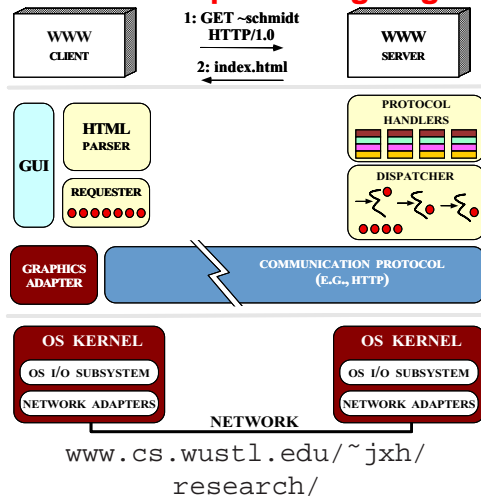 1: GET ~schmidt
HTTP/1.0
WWW
CLIENT
WWW
SERVER
2: index.html
PROTOCOL
HANDLERS
HTML
PARSER
GUI
DISPATCHER
REQUESTER
GRAPHICS
ADAPTER
COMMUNICATION PROTOCOL
(E.G., HTTP)
OS KERNEL
OS I/O SUBSYSTEM
NETWORK ADAPTERS
OS KERNEL
OS I/O SUBSYSTEM
NETWORK ADAPTERS
NETWORK
www.cs.wustl.edu/~jxh/
research/